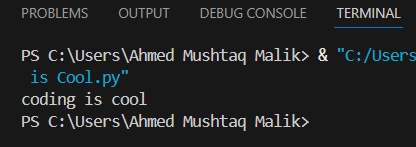 PROBLEMS OUTPUT DEBUG CONSOLE TERMINAL
PS C:\Users\Ahmed Mushtaq Malik> & "C:/Users
is Cool.py"
coding is cool
PS C:\Users\Ahmed Mushtaq Malik>